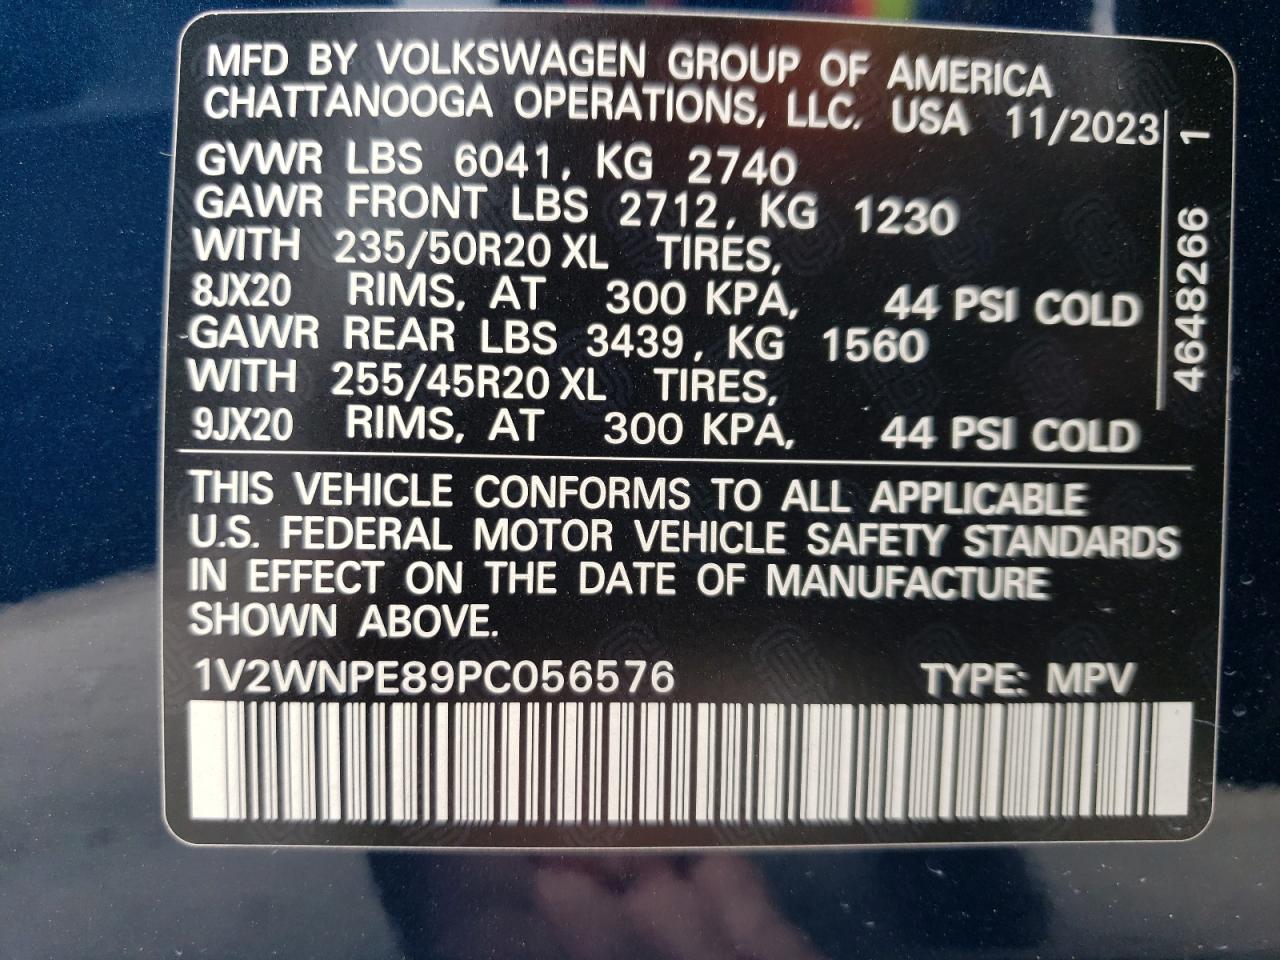 MFD BY VOLKSWAGEN GROUP OF AMERICA
CHATTANOOGA OPERATIONS, LLC. USA 11/2023
GVWR LBS 6041, KG 2740
GAWR FRONT LBS 2712, KG 1230
WITH 235/50R20 XL TIRES,
8JX20 RIMS, AT 300 KPA, 44 PSI COLD
GAWR REAR LBS 3439, KG 1560
WITH 255/45R20 XL TIRES,
9JX20 RIMS, AT 300 KPA, 44 PSI COLD
4648266 1
THIS VEHICLE CONFORMS TO ALL APPLICABLE
U.S. FEDERAL MOTOR VEHICLE SAFETY STANDARDS
IN EFFECT ON THE DATE OF MANUFACTURE
SHOWN ABOVE.
1V2WNPE89PC056576 TYPE: MPV